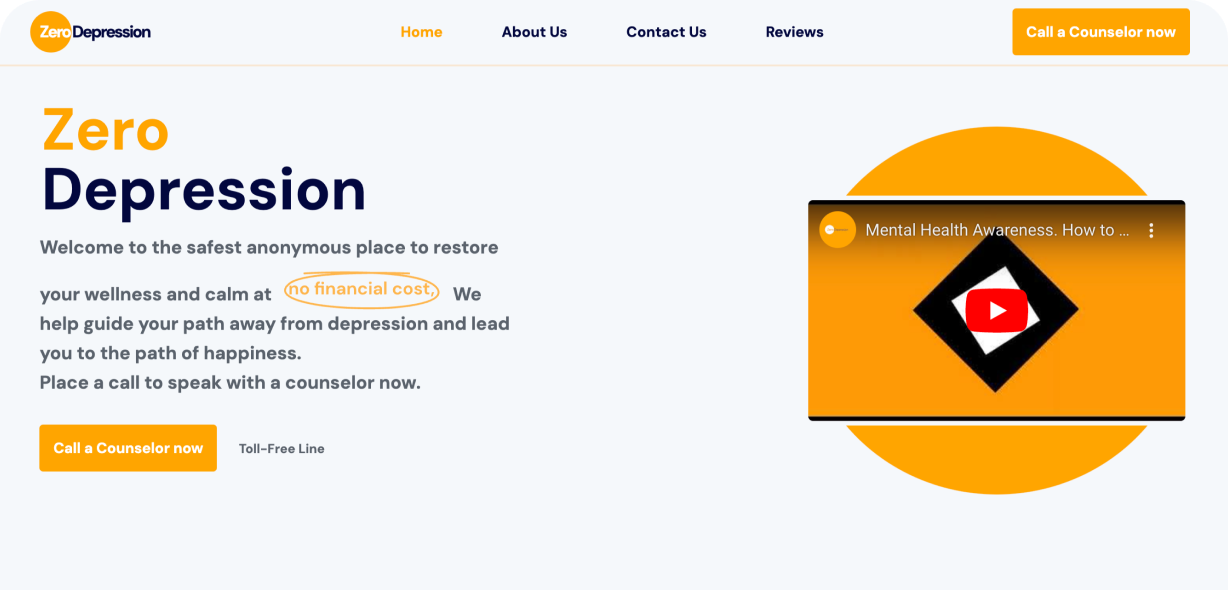 ZeroDepression
Home
About Us
Contact Us
Reviews
Call a Counselor now
Zero
Depression
Welcome to the safest anonymous place to restore
your wellness and calm at no financial cost, We
help guide your path away from depression and lead
you to the path of happiness.
Place a call to speak with a counselor now.
Call a Counselor now
Toll-Free Line
Mental Health Awareness. How to ...